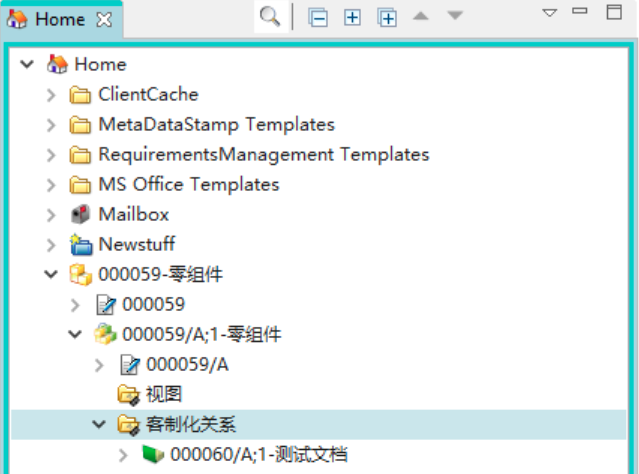 Home
Home
ClientCache
MetaDataStamp Templates
RequirementsManagement Templates
MS Office Templates
Mailbox
Newstuff
000059-零组件
000059
000059/A;1-零组件
000059/A
视图
客制化关系
000060/A;1-测试文档